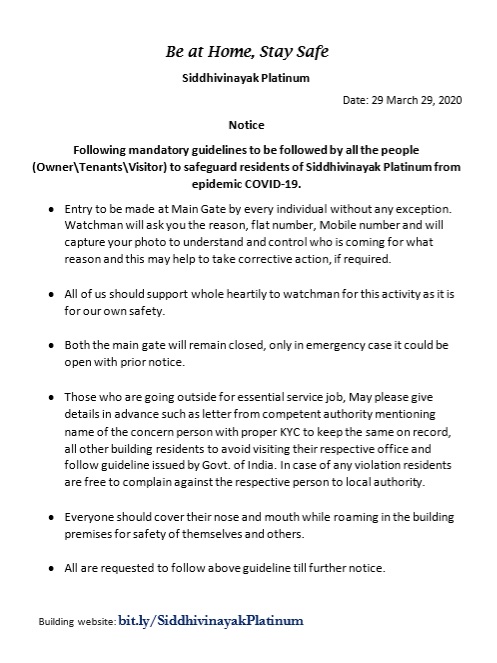 Be at Home, Stay Safe
Siddhivinayak Platinum
Date: 29 March 29, 2020
Notice
Following mandatory guidelines to be followed by all the people
(Owner\Tenants\Visitor) to safeguard residents of Siddhivinayak Platinum from
epidemic COVID-19.
• Entry to be made at Main Gate by every individual without any exception.
Watchman will ask you the reason, flat number, Mobile number and will
capture your photo to understand and control who is coming for what
reason and this may help to take corrective action, if required.
• All of us should support whole heartily to watchman for this activity as it is
for our own safety.
• Both the main gate will remain closed, only in emergency case it could be
open with prior notice.
• Those who are going outside for essential service job, May please give
details in advance such as letter from competent authority mentioning
name of the concern person with proper KYC to keep the same on record,
all other building residents to avoid visiting their respective office and
follow guideline issued by Govt. of India. In case of any violation residents
are free to complain against the respective person to local authority.
• Everyone should cover their nose and mouth while roaming in the building
premises for safety of themselves and others.
• All are requested to follow above guideline till further notice.
Building website: bit.ly/SiddhivinayakPlatinum